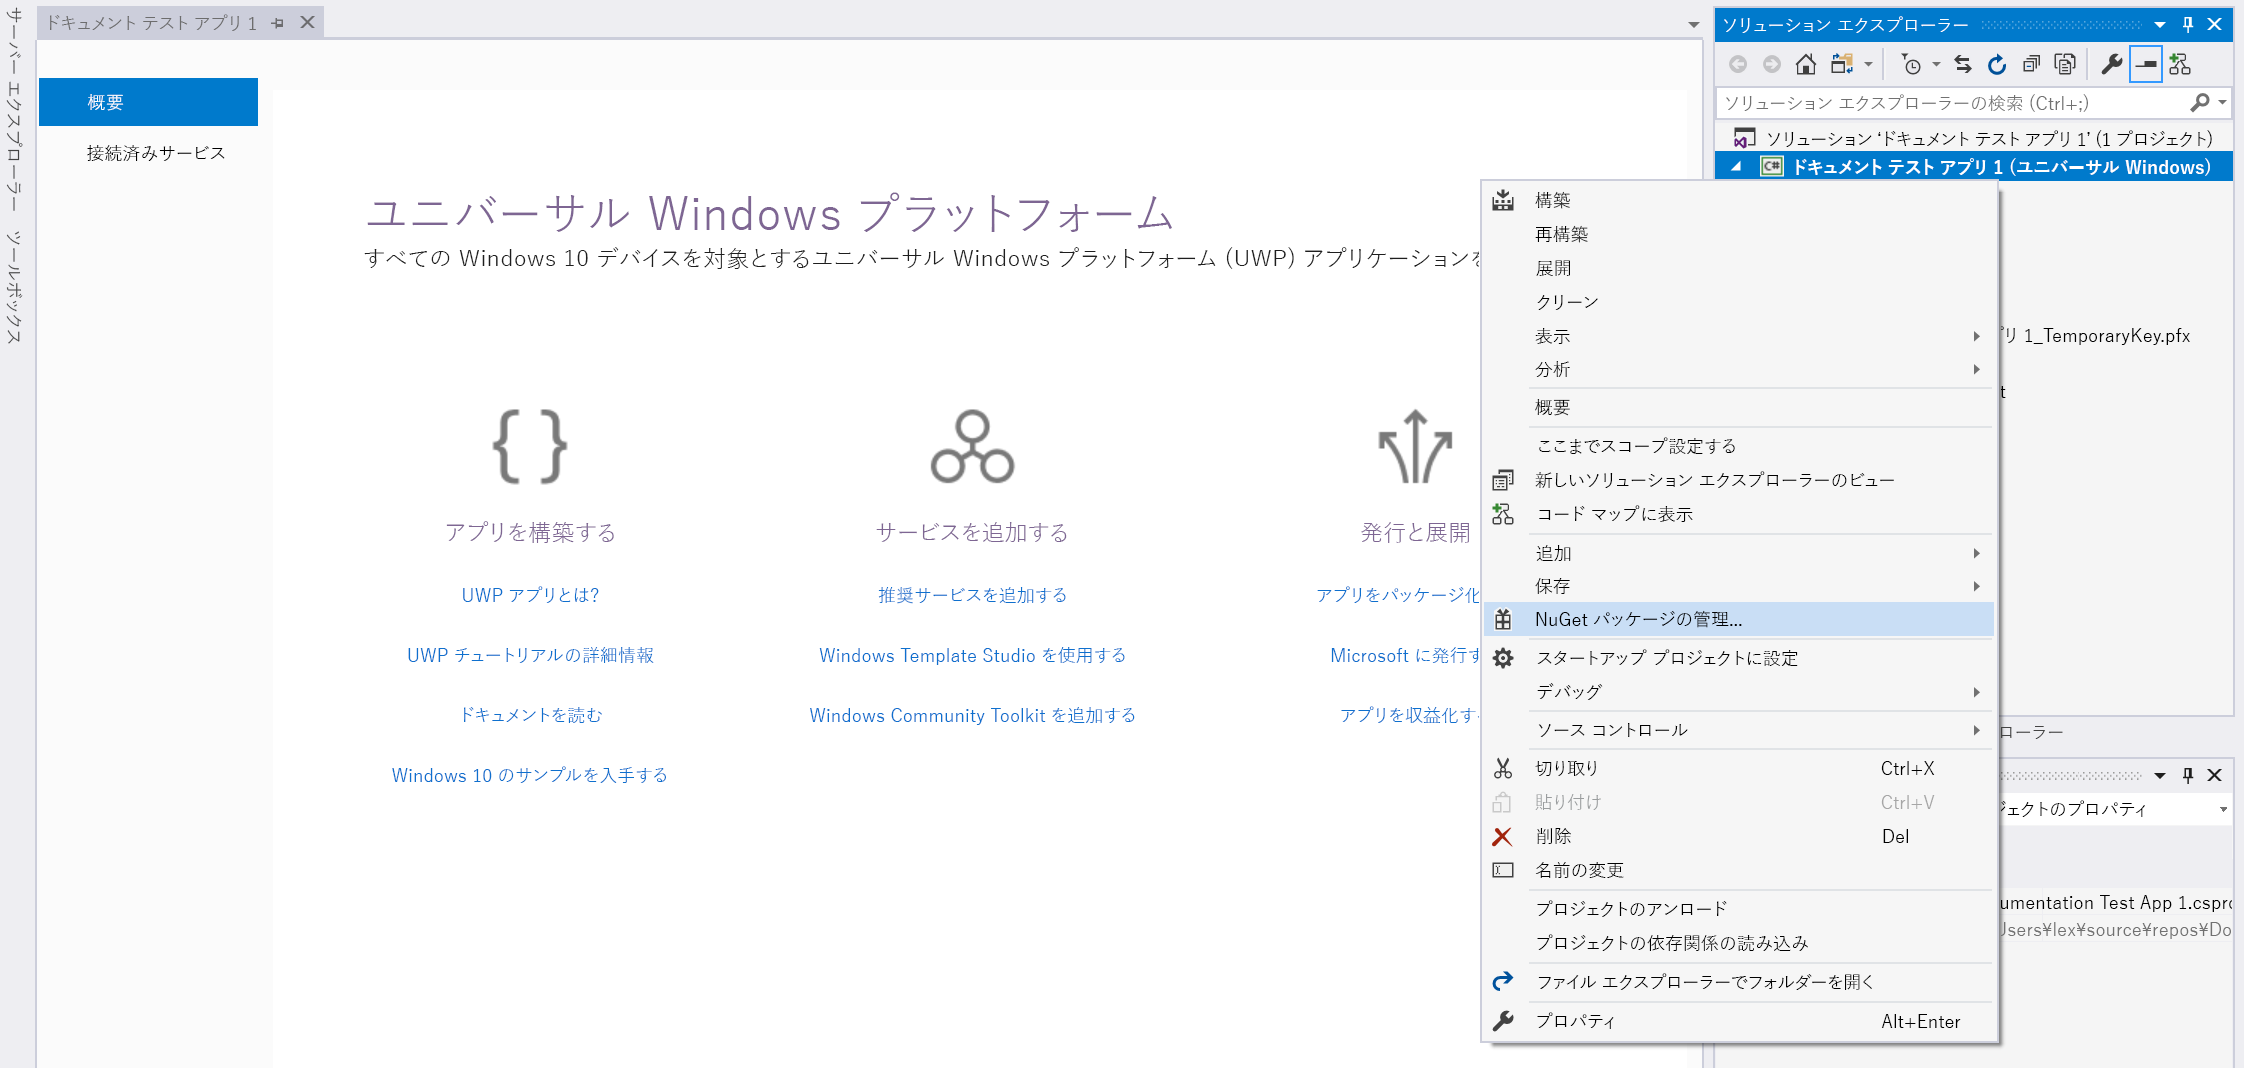 サーバー エクスプローラー
ツールボックス
ドキュメント テスト アプリ 1
概要
接続済みサービス
ユニバーサル Windows プラットフォーム
すべての Windows 10 デバイスを対象とするユニバーサル Windows プラットフォーム (UWP) アプリケーションを
アプリを構築する
UWP アプリとは?
UWP チュートリアルの詳細情報
ドキュメントを読む
Windows 10 のサンプルを入手する
サービスを追加する
推奨サービスを追加する
Windows Template Studio を使用する
Windows Community Toolkit を追加する
発行と展開
アプリをパッケージ化
Microsoft に発行す
アプリを収益化す
構築
再構築
展開
クリーン
表示
分析
概要
ここまでスコープ設定する
新しいソリューション エクスプローラーのビュー
コード マップに表示
追加
保存
NuGet パッケージの管理...
スタートアップ プロジェクトに設定
デバッグ
ソース コントロール
切り取り Ctrl+X
貼り付け Ctrl+V
削除 Del
名前の変更
プロジェクトのアンロード
プロジェクトの依存関係の読み込み
ファイル エクスプローラーでフォルダーを開く
プロパティ Alt+Enter
ソリューション エクスプローラー
ソリューション エクスプローラーの検索 (Ctrl+;)
ソリューション ‘ドキュメント テスト アプリ 1’ (1 プロジェクト)
C# ドキュメント テスト アプリ 1 (ユニバーサル Windows)
プリ 1_TemporaryKey.pfx
t
ローラー
ジェクトのプロパティ
umentation Test App 1.cspro
Users¥lex¥source¥repos¥Do